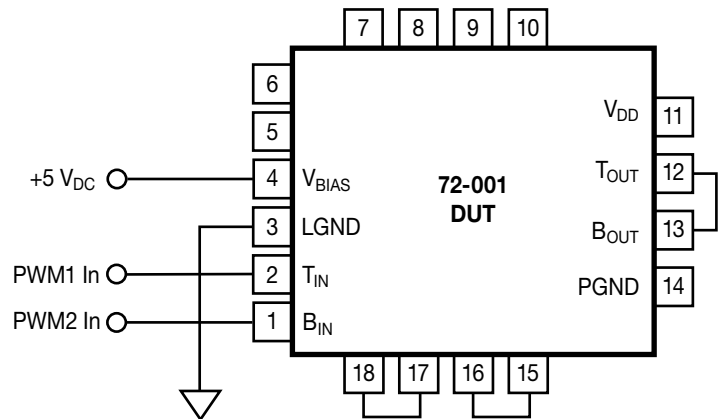 7 8 9 10
6
5
+5 V_DC 4 V_BIAS
3 LGND
PWM1 In 2 T_IN
PWM2 In 1 B_IN
72-001
DUT
V_DD 11
T_OUT 12
B_OUT 13
PGND 14
18 17 16 15